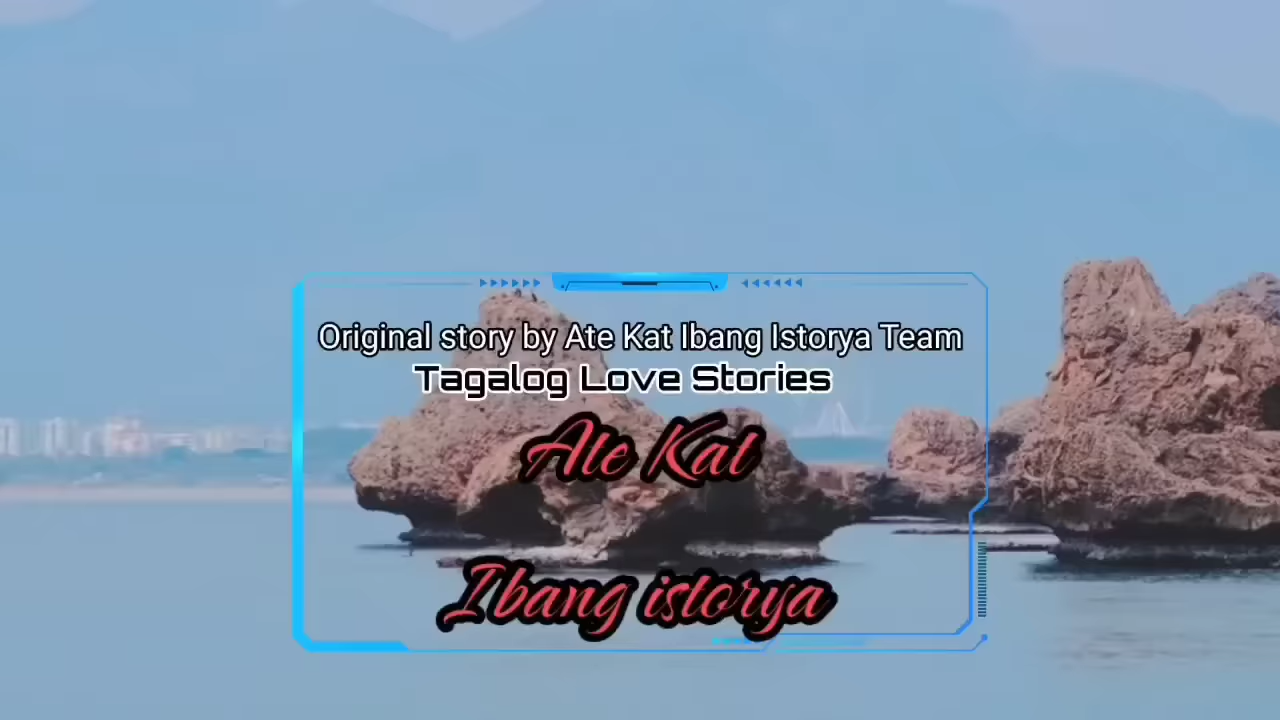 Original story by Ate Kat Ibang Istorya Team
Tagalog Love Stories
Ate Kat
Ibang istorya